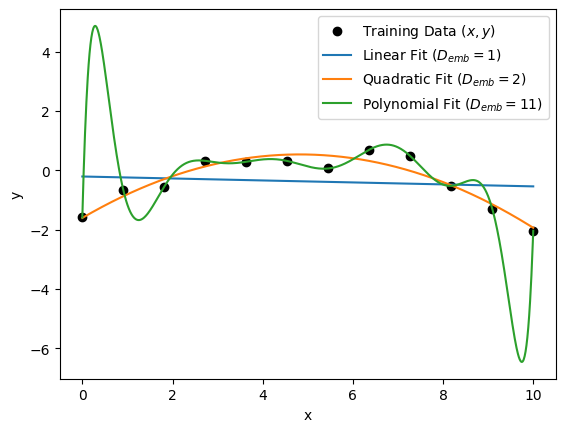 Training Data (x, y)
Linear Fit (D_emb = 1)
Quadratic Fit (D_emb = 2)
Polynomial Fit (D_emb = 11)
y
4
2
0
−2
−4
−6
0 2 4 6 8 10
x